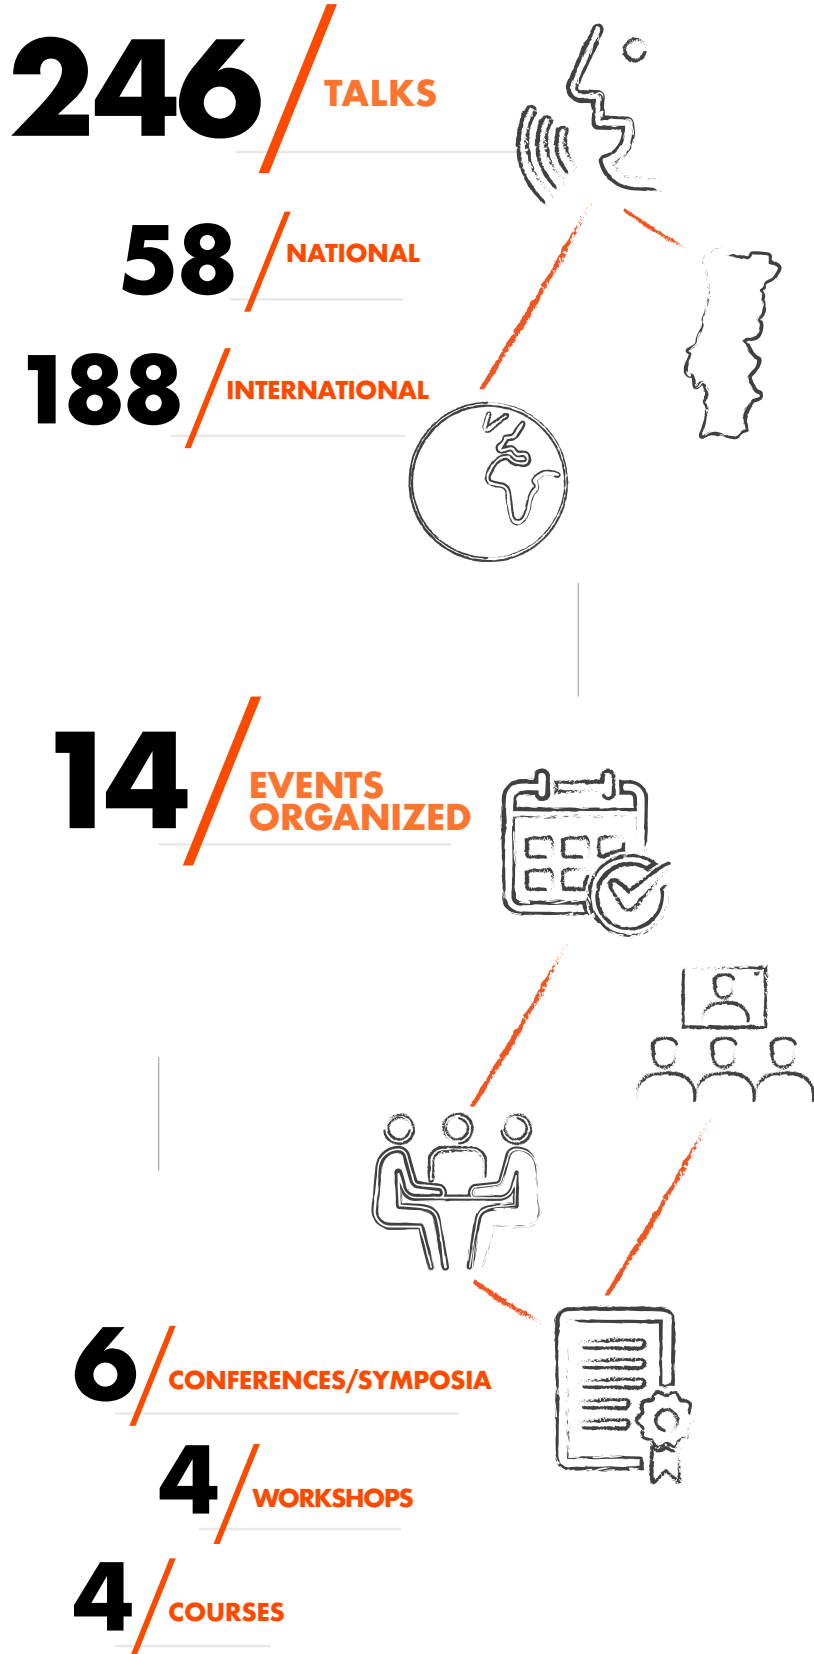 246 / TALKS
58 / NATIONAL
188 / INTERNATIONAL
14 / EVENTS
ORGANIZED
6 / CONFERENCES/SYMPOSIA
4 / WORKSHOPS
4 / COURSES